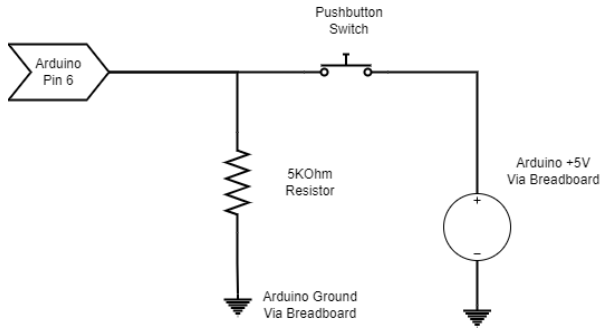 Pushbutton
Switch
Arduino
Pin 6
5KOhm
Resistor
Arduino +5V
Via Breadboard
+
−
Arduino Ground
Via Breadboard